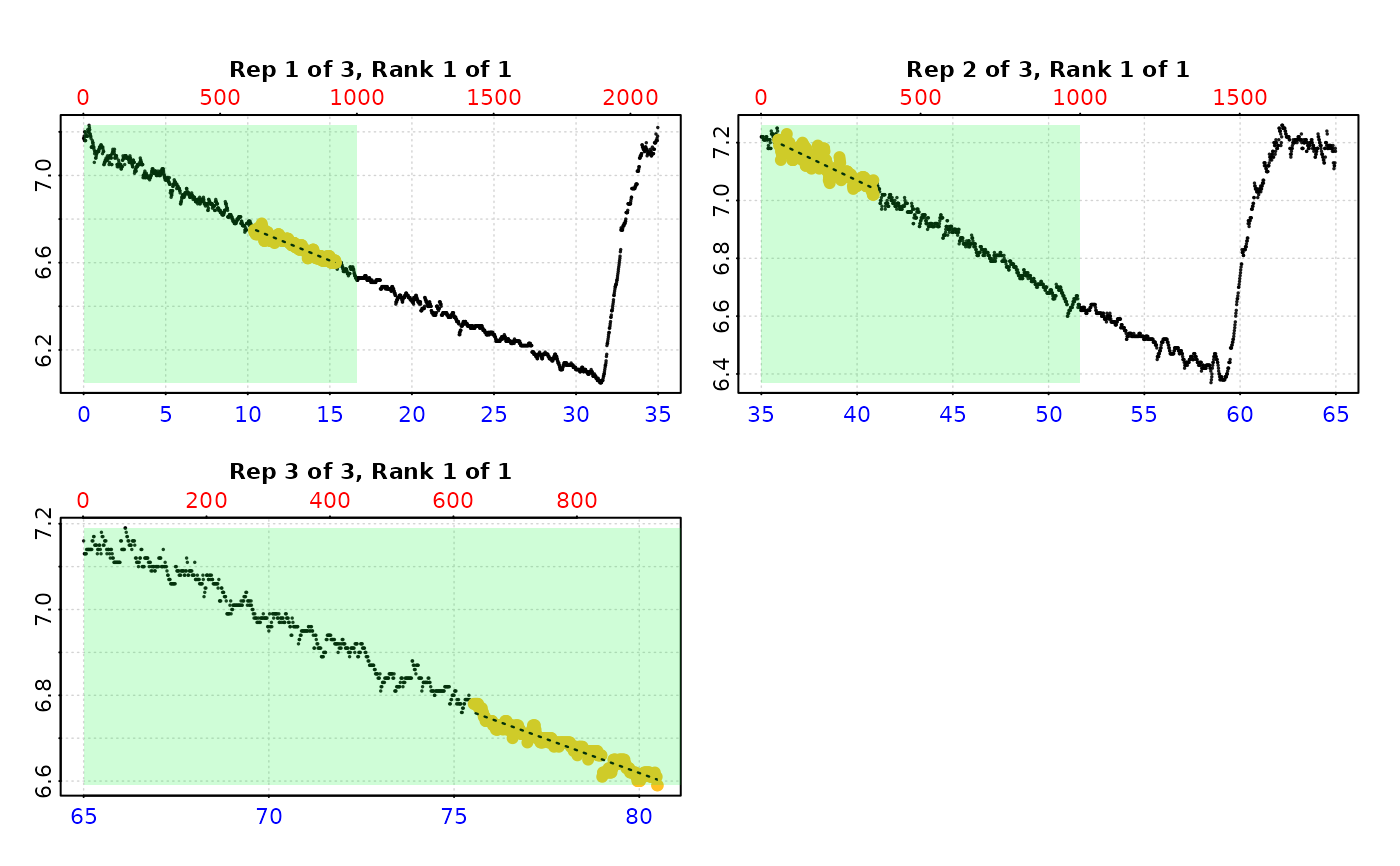 Rep 1 of 3, Rank 1 of 1
0 500 1000 1500 2000
7.0
6.6
6.2
0 5 10 15 20 25 30 35
Rep 2 of 3, Rank 1 of 1
0 500 1000 1500
7.2
7.0
6.8
6.6
6.4
35 40 45 50 55 60 65
Rep 3 of 3, Rank 1 of 1
0 200 400 600 800
7.2
7.0
6.8
6.6
65 70 75 80